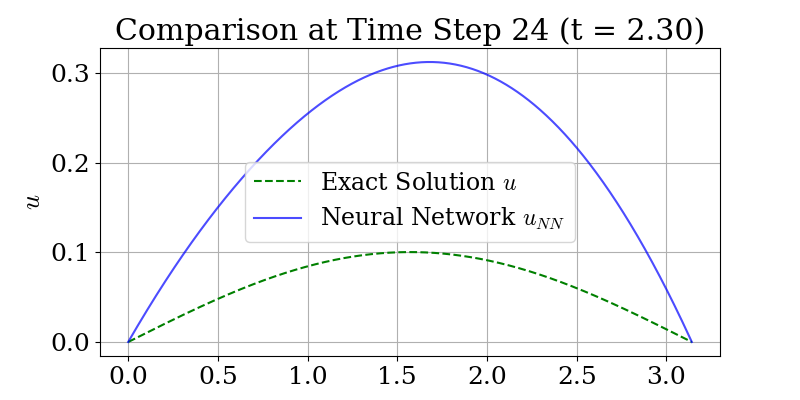 Comparison at Time Step 24 (t = 2.30)
0.3
0.2
0.1
0.0
u
Exact Solution u
Neural Network u_NN
0.0 0.5 1.0 1.5 2.0 2.5 3.0